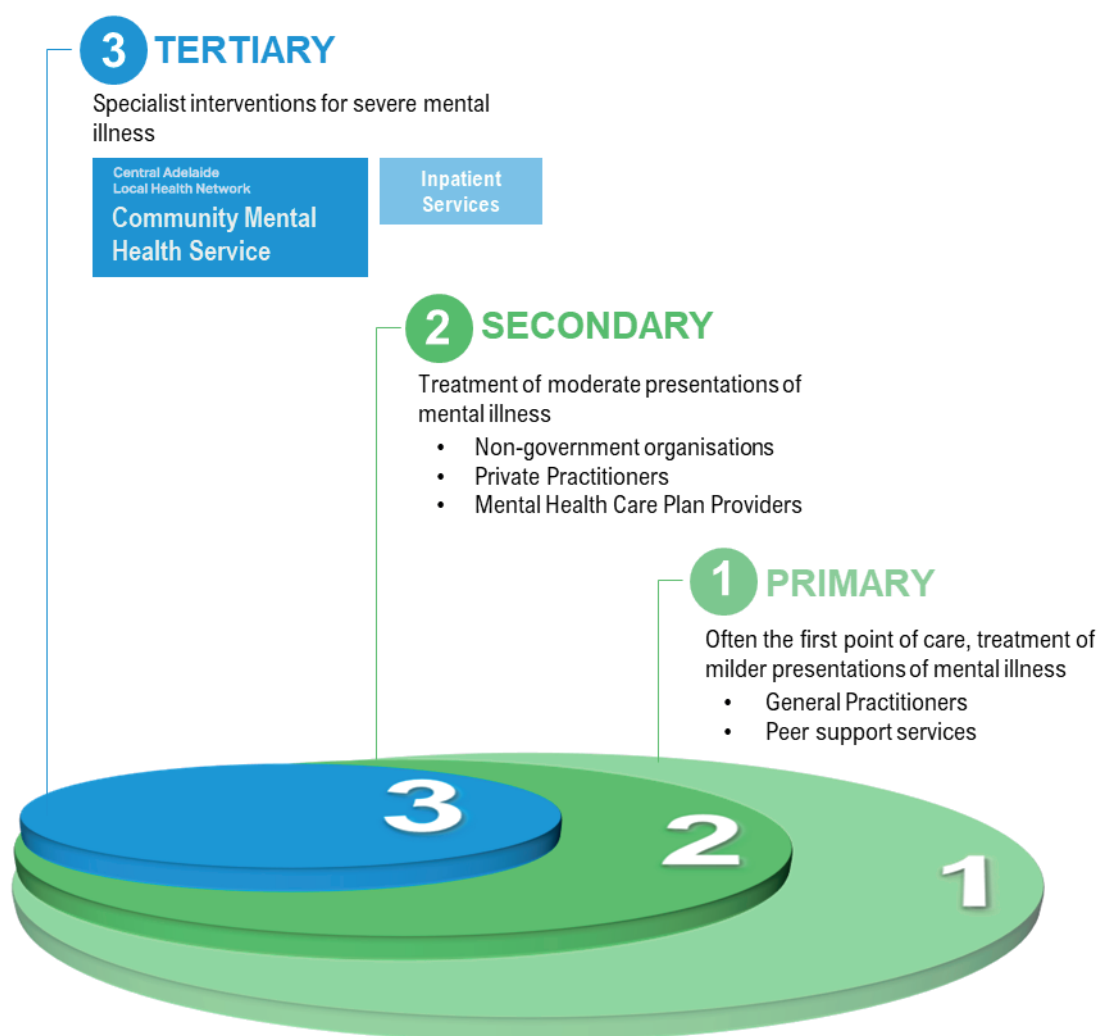 3 TERTIARY
Specialist interventions for severe mental
illness
Central Adelaide
Local Health Network
Community Mental
Health Service
Inpatient
Services
2 SECONDARY
Treatment of moderate presentations of
mental illness
• Non-government organisations
• Private Practitioners
• Mental Health Care Plan Providers
1 PRIMARY
Often the first point of care, treatment of
milder presentations of mental illness
• General Practitioners
• Peer support services
3
2
1